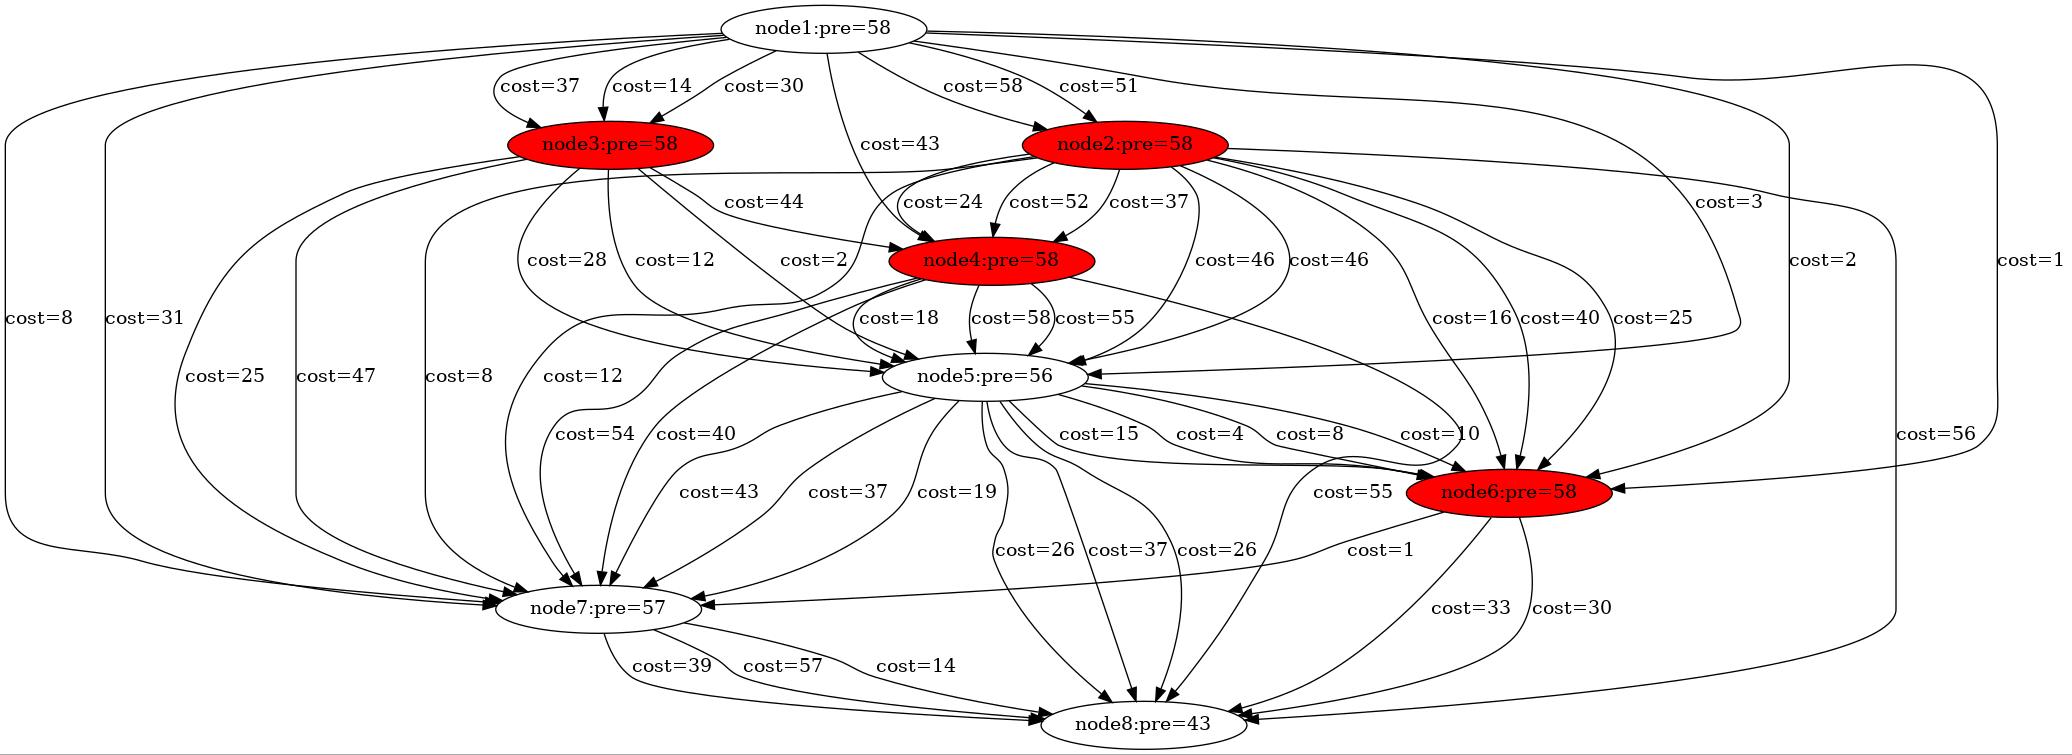 node1:pre=58
cost=37 cost=14 cost=30 cost=58 cost=51
node3:pre=58 cost=43 node2:pre=58
cost=44 cost=24 cost=52 cost=37 cost=3
cost=28 cost=12 cost=2 node4:pre=58 cost=46 cost=46 cost=2 cost=1
cost=8 cost=31 cost=18 cost=58 cost=55 cost=16 cost=40 cost=25
cost=25 cost=47 cost=8 cost=12 node5:pre=56
cost=54 cost=40 cost=15 cost=4 cost=8 cost=10 cost=56
cost=43 cost=37 cost=19 cost=55 node6:pre=58
cost=26 cost=37 cost=26 cost=1
node7:pre=57 cost=33 cost=30
cost=39 cost=57 cost=14
node8:pre=43